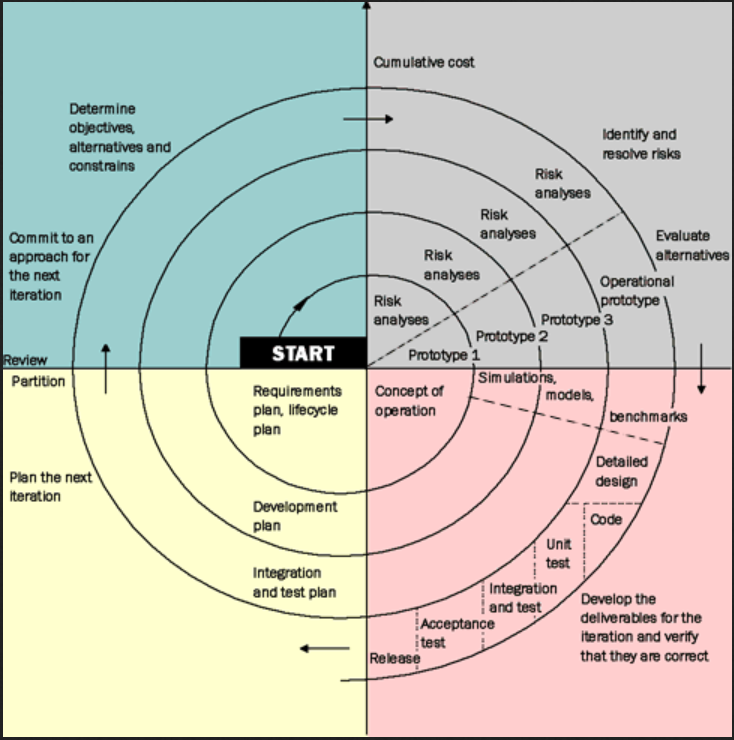 Cumulative cost
Determine
objectives,
alternatives and
constrains
Identify and
resolve risks
Risk
analyses
Risk
analyses
Commit to an
approach for
the next
iteration
Evaluate
alternatives
Risk
analyses
Operational
prototype
Risk
analyses
Prototype 3
Prototype 2
START
Prototype 1
Review
Partition
Requirements
plan, lifecycle
plan
Concept of
operation
Simulations,
models,
benchmarks
Plan the next
iteration
Detailed
design
Development
plan
Code
Unit
test
Integration
and test plan
Integration
and test
Develop the
deliverables for the
iteration and verify
that they are correct
Acceptance
test
Release